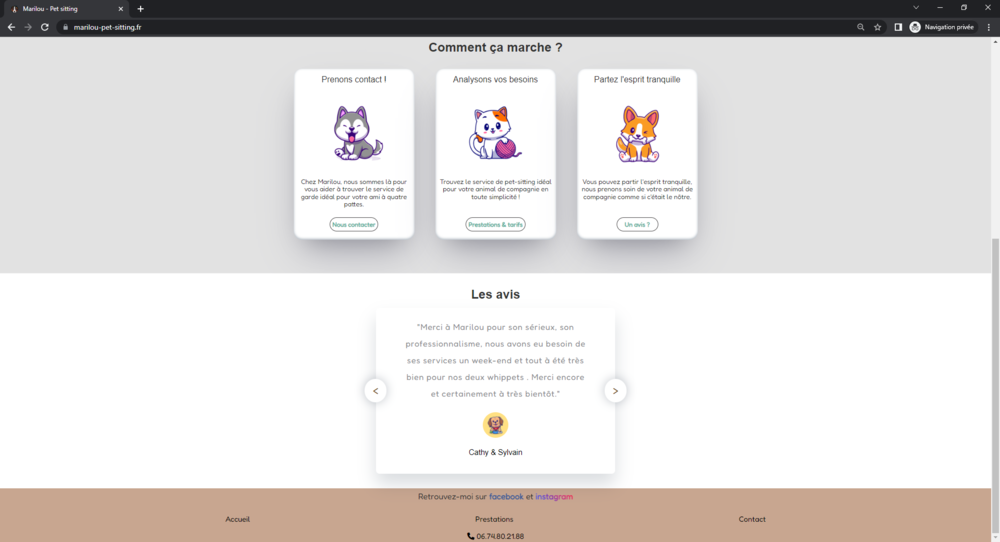 Marilou - Pet sitting
marilou-pet-sitting.fr
Navigation privée
Comment ça marche ?
Prenons contact !
Chez Marilou, nous sommes là pour
vous aider à trouver le service de
garde idéal pour votre ami à quatre
pattes.
Nous contacter
Analysons vos besoins
Trouvez le service de pet-sitting idéal
pour votre animal de compagnie en
toute simplicité !
Prestations & tarifs
Partez l'esprit tranquille
Vous pouvez partir l'esprit tranquille,
nous prenons soin de votre animal de
compagnie comme si c'était le nôtre.
Un avis ?
Les avis
"Merci à Marilou pour son sérieux, son
professionnalisme, nous avons eu besoin de
ses services un week-end et tout à été très
bien pour nos deux whippets . Merci encore
et certainement à très bientôt."
<
>
Cathy & Sylvain
Retrouvez-moi sur facebook et instagram
Accueil
Prestations
Contact
06.74.80.21.88